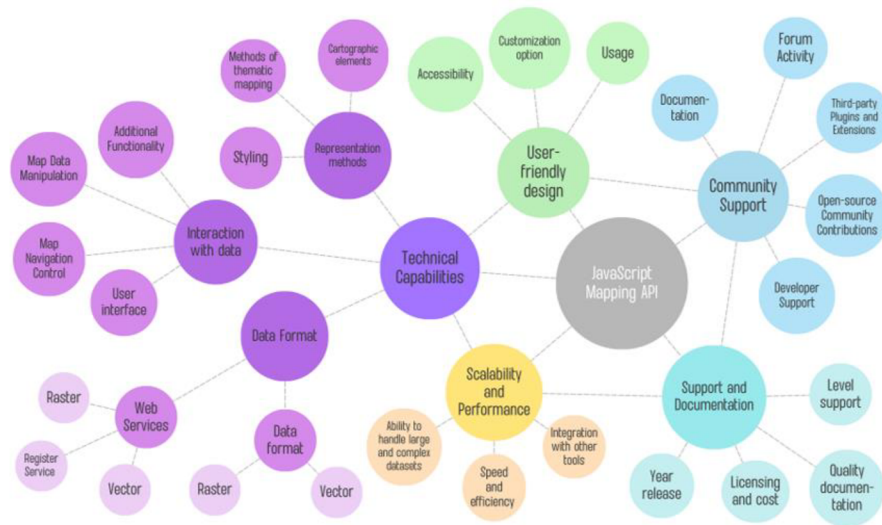 Methods of
thematic
mapping
Cartographic
elements
Styling
Representation
methods
Additional
Functionality
Map Data
Manipulation
Map
Navigation
Control
User
interface
Interaction
with data
Accessibility
Customization
option
Usage
User-
friendly
design
Forum
Activity
Documen-
tation
Third-party
Plugins and
Extensions
Community
Support
Open-source
Community
Contributions
Developer
Support
Technical
Capabilities
JavaScript
Mapping API
Data Format
Web
Services
Raster
Register
Service
Vector
Data
format
Raster
Vector
Scalability
and
Performance
Ability to
handle large
and complex
datasets
Speed
and
efficiency
Integration
with other
tools
Support and
Documentation
Level
support
Year
release
Licensing
and cost
Quality
documen-
tation